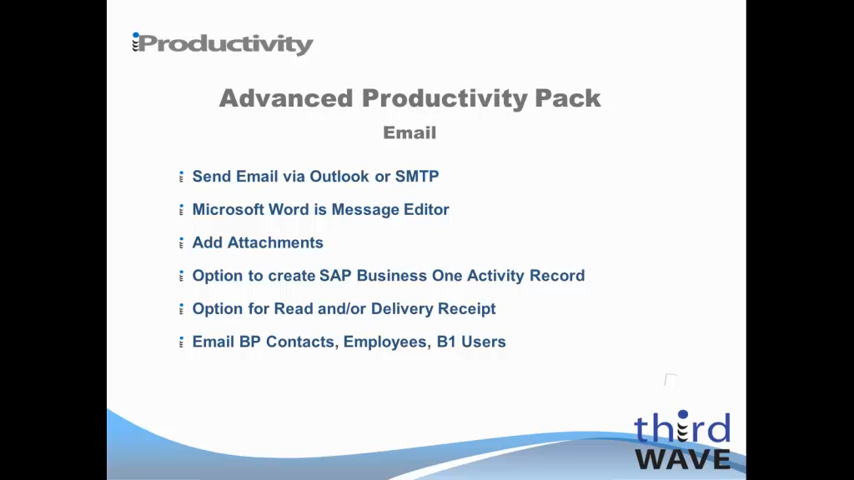 iProductivity
Advanced Productivity Pack
Email
Send Email via Outlook or SMTP
Microsoft Word is Message Editor
Add Attachments
Option to create SAP Business One Activity Record
Option for Read and/or Delivery Receipt
Email BP Contacts, Employees, B1 Users
third
WAVE